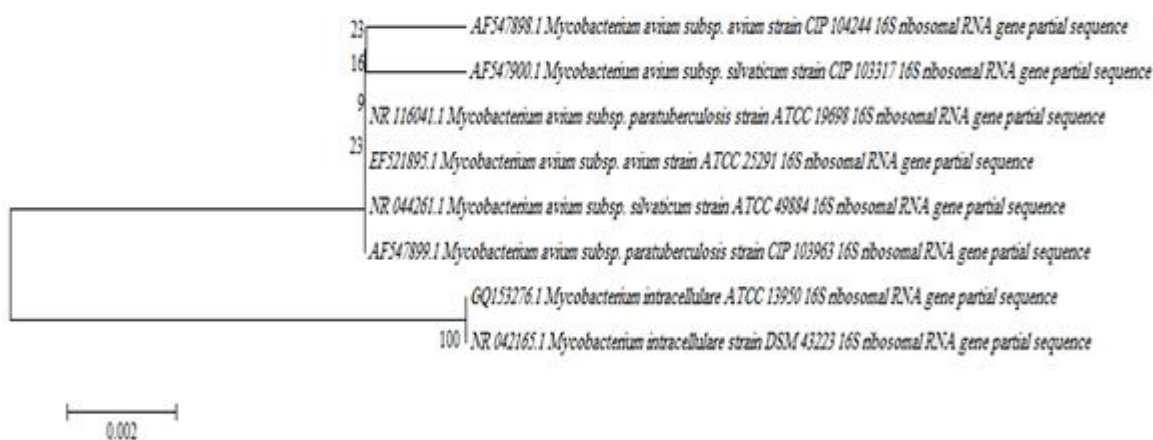 23
AF547898.1 Mycobacterium avium subsp. avium strain CIP 104244 16S ribosomal RNA gene partial sequence
16
AF547900.1 Mycobacterium avium subsp. silvaticum strain CIP 103317 16S ribosomal RNA gene partial sequence
9
NR 116041.1 Mycobacterium avium subsp. paratuberculosis strain ATCC 19698 16S ribosomal RNA gene partial sequence
23
EF521895.1 Mycobacterium avium subsp. avium strain ATCC 25291 16S ribosomal RNA gene partial sequence
NR 044261.1 Mycobacterium avium subsp. silvaticum strain ATCC 49884 16S ribosomal RNA gene partial sequence
AF547899.1 Mycobacterium avium subsp. paratuberculosis strain CIP 103963 16S ribosomal RNA gene partial sequence
GQ153276.1 Mycobacterium intracellulare ATCC 13950 16S ribosomal RNA gene partial sequence
100 NR 042165.1 Mycobacterium intracellulare strain DSM 43223 16S ribosomal RNA gene partial sequence
0.002